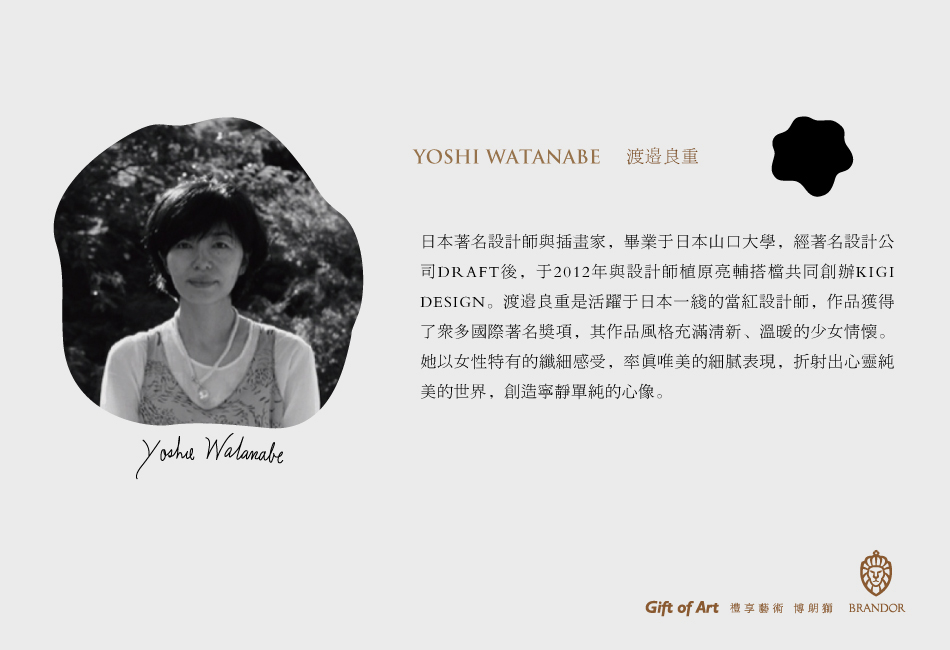 YOSHI WATANABE 渡邉良重
日本著名設計師與插畫家，畢業于日本山口大學，經著名設計公
司DRAFT後，于2012年與設計師植原亮輔搭檔共同創辦KIGI
DESIGN。渡邉良重是活躍于日本一綫的當紅設計師，作品獲得
了衆多國際著名獎項，其作品風格充滿清新、溫暖的少女情懷。
她以女性特有的纖細感受，率眞唯美的細膩表現，折射出心靈純
美的世界，創造寧靜單純的心像。
Yoshie Watanabe
Gift of Art 禮享藝術 博朗獅 BRANDOR